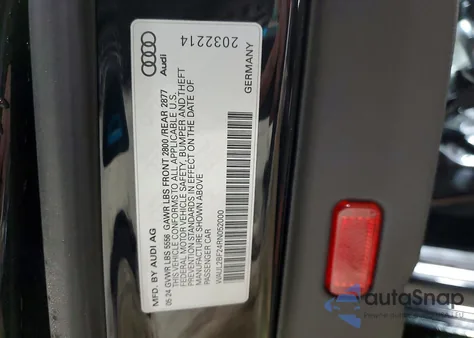 MFD. BY AUDI AG
05-24 GVWR LBS 5556 GAWR LBS FRONT 2800 /REAR 2877
THIS VEHICLE CONFORMS TO ALL APPLICABLE U.S.
FEDERAL MOTOR VEHICLE SAFETY, BUMPER AND THEFT
PREVENTION STANDARDS IN EFFECT ON THE DATE OF
MANUFACTURE SHOWN ABOVE
PASSENGER CAR
WAUL2BF24RN052000
Audi
2032214
GERMANY
autoSnap